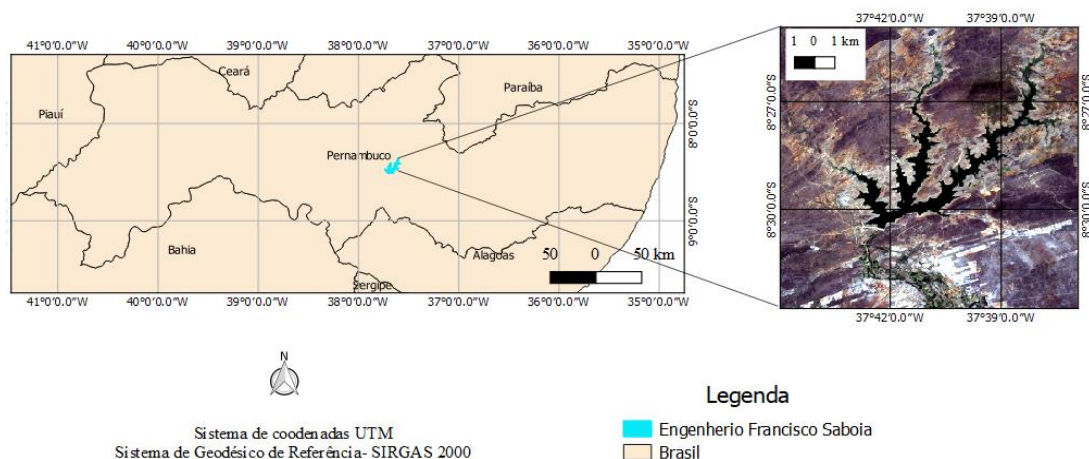 37°42'0.0"W 37°39'0.0"W
41°0'0.0"W 40°0'0.0"W 39°0'0.0"W 38°0'0.0"W 37°0'0.0"W 36°0'0.0"W 35°0'0.0"W
1 0 1 km
Ceará
Paraíba
Piauí
8°0'0.0"S
8°27'0.0"S
8°27'0.0"S
Pernambuco
9°0'0.0"S
8°30'0.0"S
8°30'0.0"S
Bahia
Alagoas
50 0 50 km
Sergipe
41°0'0.0"W 40°0'0.0"W 39°0'0.0"W 38°0'0.0"W 37°0'0.0"W 36°0'0.0"W 35°0'0.0"W
37°42'0.0"W 37°39'0.0"W
N
Legenda
Engenherio Francisco Saboia
Brasil
Sistema de coodenadas UTM
Sistema de Geodésico de Referência- SIRGAS 2000